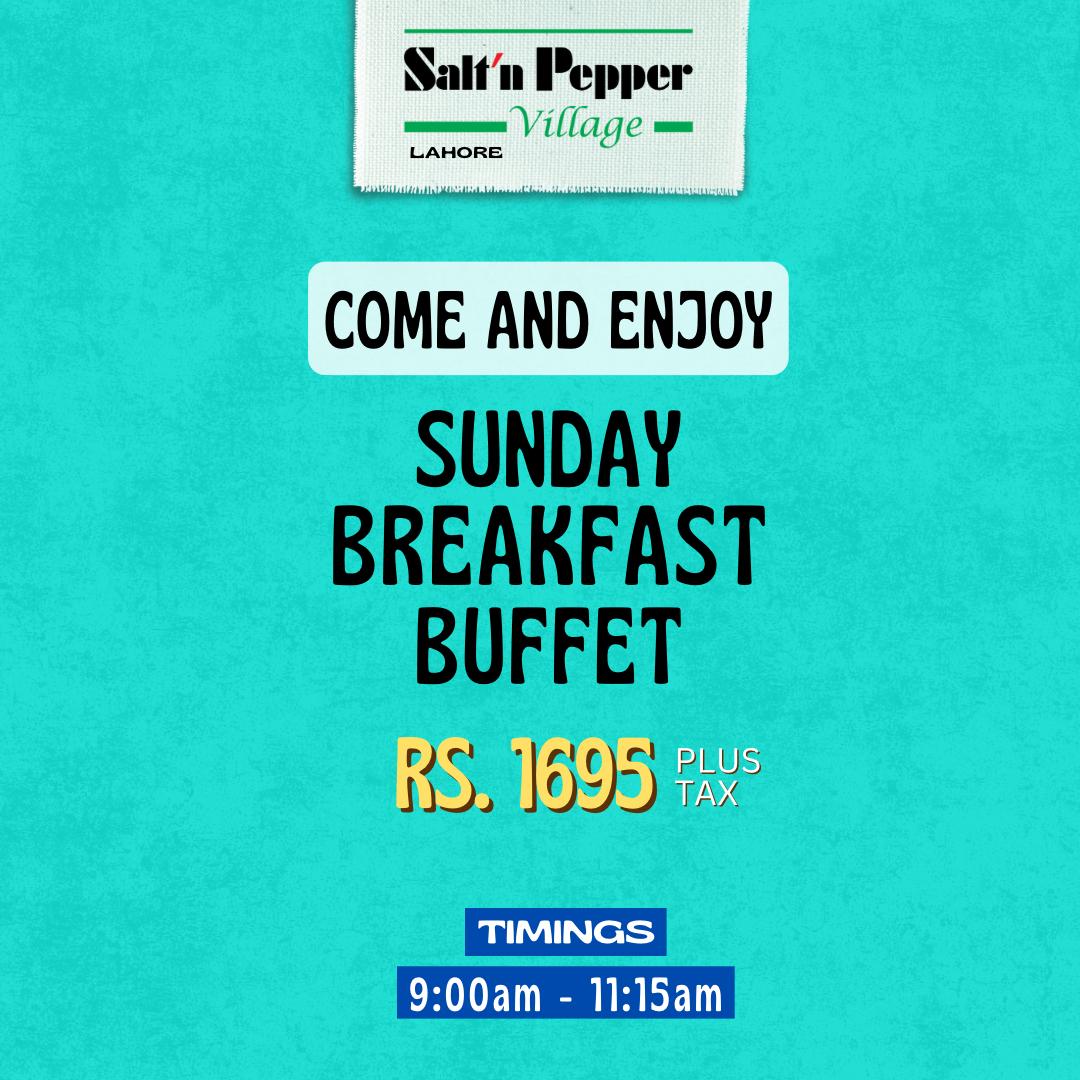 Salt'n Pepper
Village
LAHORE
COME AND ENJOY
SUNDAY
BREAKFAST
BUFFET
RS. 1695 PLUS
TAX
TIMINGS
9:00am - 11:15am